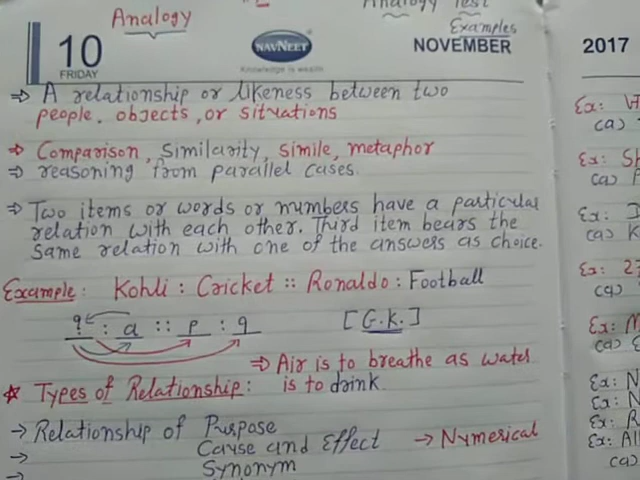 Analogy
Analogy Test
Examples
10
FRIDAY
NAVNEET
Knowledge is wealth
NOVEMBER
2017
⇒ A relationship or likeness between two
people, objects, or situations
⇒ Comparison, Similarity, simile, metaphor
⇒ reasoning from parallel cases.
⇒ Two items or words or numbers have a particular
relation with each other. Third item bears the
same relation with one of the answers as choice.
Example: Kohli : Cricket :: Ronaldo : Football
? : a :: p : q [G.K.]
⇒ Air is to breathe as water
is to drink.
* Types of Relationship:
→ Relationship of Purpose
→ Cause and Effect → Numerical
→ Synonym
Ex:
(a)
Ex: Sh
(a)
Ex:
(a) K
Ex: 2
(a)
Ex: M
(a)
Ex: N
Ex: N
Ex: R
Ex: All
(a)